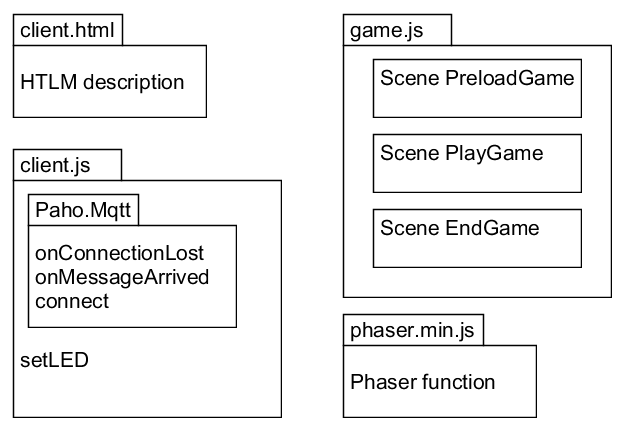 client.html
HTLM description
client.js
Paho.Mqtt
onConnectionLost
onMessageArrived
connect
setLED
game.js
Scene PreloadGame
Scene PlayGame
Scene EndGame
phaser.min.js
Phaser function